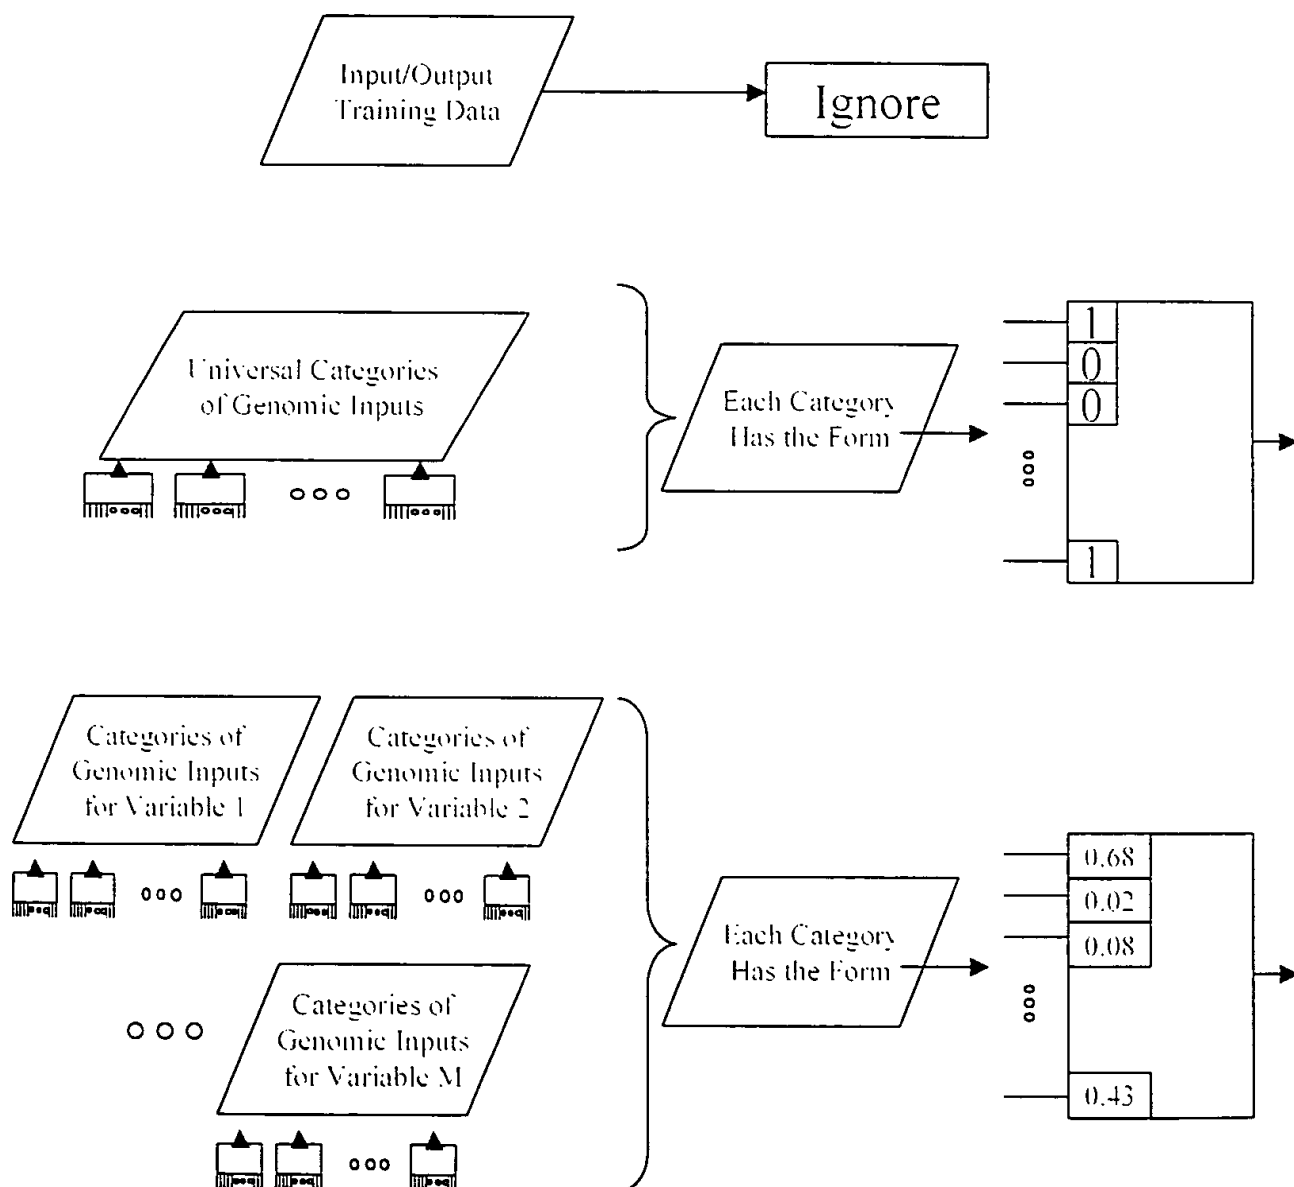 Input/Output
Training Data
Ignore
Universal Categories
of Genomic Inputs
Each Category
Has the Form
1
0
0
1
Categories of
Genomic Inputs
for Variable 1
Categories of
Genomic Inputs
for Variable 2
Categories of
Genomic Inputs
for Variable M
Each Category
Has the Form
0.68
0.02
0.08
0.43